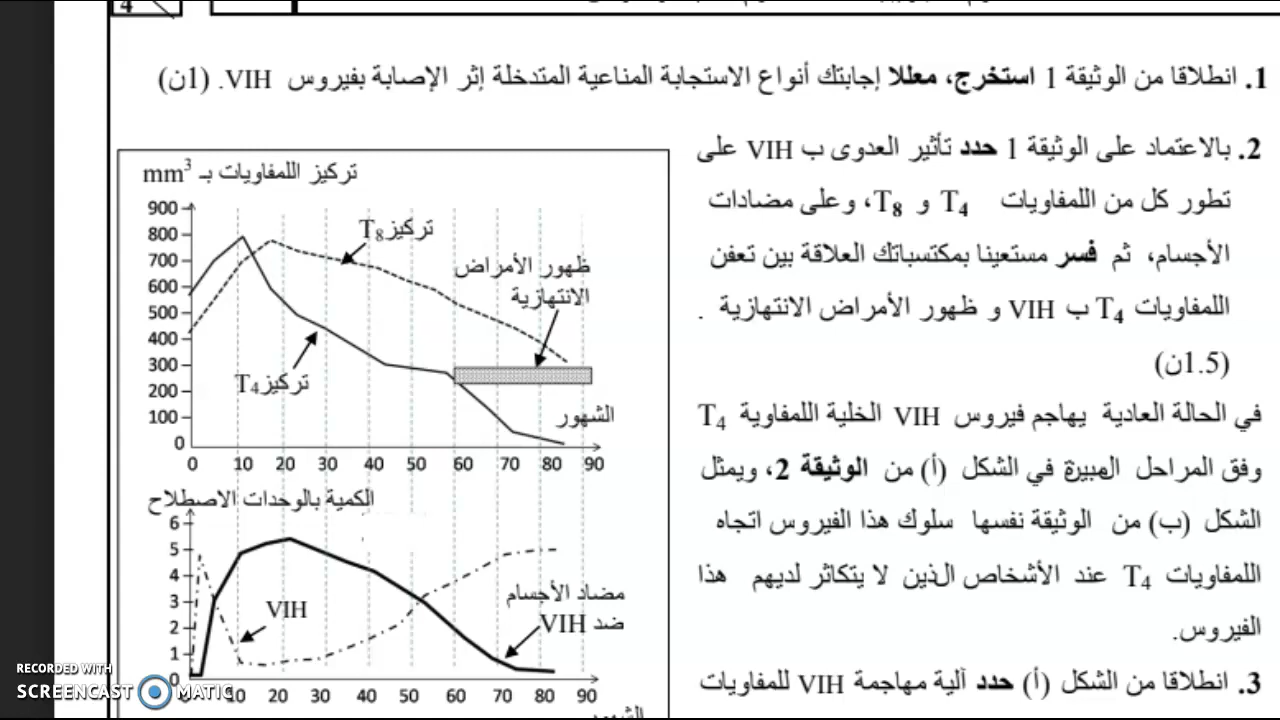 4
1. انطلاقا من الوثيقة 1 استخرج، معللا إجابتك أنواع الاستجابة المناعية المتدخلة إثر الإصابة بفيروس VIH. (1ن)
2. بالاعتماد على الوثيقة 1 حدد تأثير العدوى ب VIH على
تطور كل من اللمفاويات T4 و T8، وعلى مضادات
الأجسام، ثم فسر مستعينا بمكتسباتك العلاقة بين تعفن
اللمفاويات T4 ب VIH و ظهور الأمراض الانتهازية .
(1.5ن)
في الحالة العادية يهاجم فيروس VIH الخلية اللمفاوية T4
وفق المراحل المبيرة في الشكل (أ) من الوثيقة 2، ويمثل
الشكل (ب) من الوثيقة نفسها سلوك هذا الفيروس اتجاه
اللمفاويات T4 عند الأشخاص الذين لا يتكاثر لديهم هذا
الفيروس.
3. انطلاقا من الشكل (أ) حدد آلية مهاجمة VIH للمفاويات
تركيز اللمفاويات بـ mm3
900
800
700
600
500
400
300
200
100
0
تركيز T8
ظهور الأمراض
الانتهازية
تركيز T4
الشهور
0 10 20 30 40 50 60 70 80 90
الكمية بالوحدات الاصطلاح
6
5
4
3
2
1
0
VIH
مضاد الأجسام
ضد VIH
10 20 30 40 50 60 70 80 90
RECORDED WITH
SCREENCAST MATIC